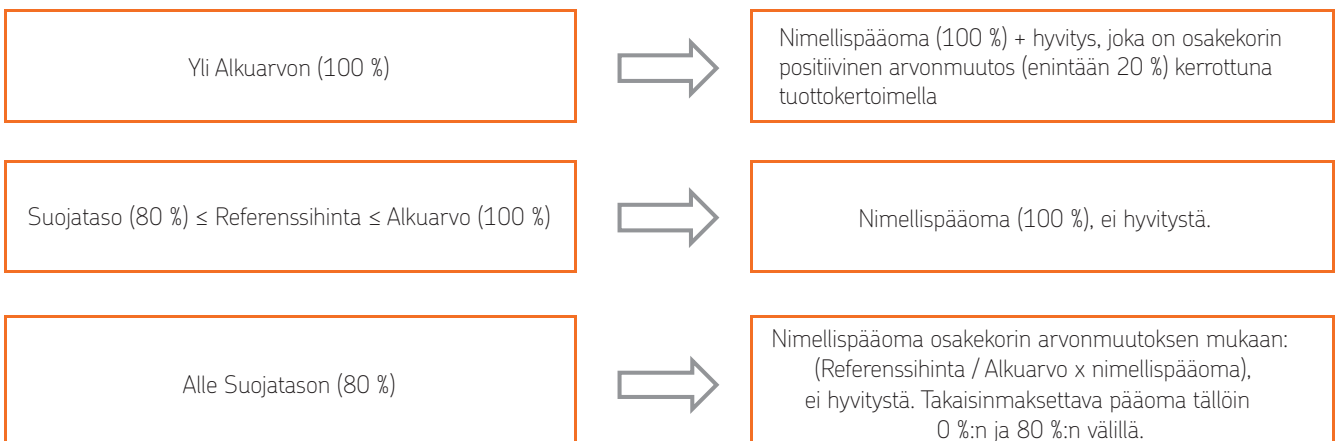 Yli Alkuarvon (100 %)
Nimellispääoma (100 %) + hyvitys, joka on osakekorin
positiivinen arvonmuutos (enintään 20 %) kerrottuna
tuottokertoimella
Suojataso (80 %) ≤ Referenssihinta ≤ Alkuarvo (100 %)
Nimellispääoma (100 %), ei hyvitystä.
Alle Suojatason (80 %)
Nimellispääoma osakekorin arvonmuutoksen mukaan:
(Referenssihinta / Alkuarvo x nimellispääoma),
ei hyvitystä. Takaisinmaksettava pääoma tällöin
0 %:n ja 80 %:n välillä.